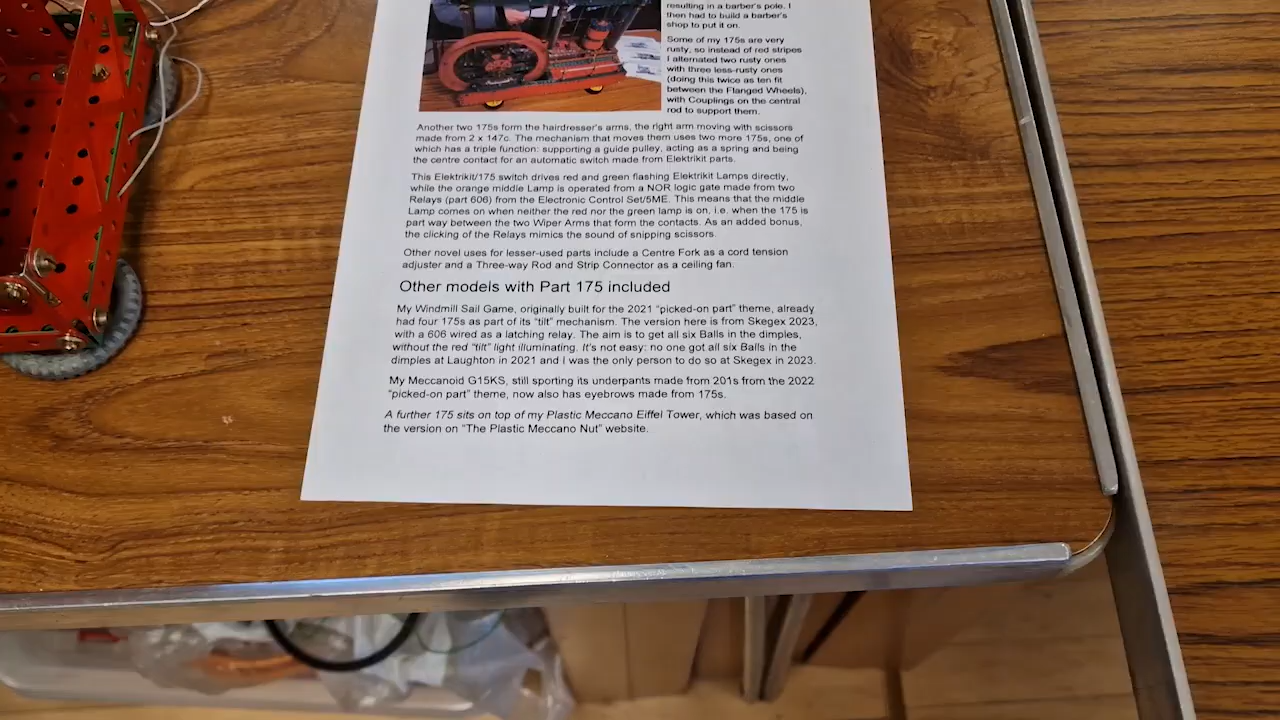 resulting in a barber's pole. I
then had to build a barber's
shop to put it on.
Some of my 175s are very
rusty, so instead of red stripes
I alternated two rusty ones
with three less-rusty ones
(doing this twice as ten fit
between the Flanged Wheels),
with Couplings on the central
rod to support them.
Another two 175s form the hairdresser's arms, the right arm moving with scissors
made from 2 x 147c. The mechanism that moves them uses two more 175s, one of
which has a triple function: supporting a guide pulley, acting as a spring and being
the centre contact for an automatic switch made from Elektrikit parts.
This Elektrikit/175 switch drives red and green flashing Elektrikit Lamps directly,
while the orange middle Lamp is operated from a NOR logic gate made from two
Relays (part 606) from the Electronic Control Set/5ME. This means that the middle
Lamp comes on when neither the red nor the green lamp is on, i.e. when the 175 is
part way between the two Wiper Arms that form the contacts. As an added bonus,
the clicking of the Relays mimics the sound of snipping scissors.
Other novel uses for lesser-used parts include a Centre Fork as a cord tension
adjuster and a Three-way Rod and Strip Connector as a ceiling fan.
Other models with Part 175 included
My Windmill Sail Game, originally built for the 2021 "picked-on part" theme, already
had four 175s as part of its "tilt" mechanism. The version here is from Skegex 2023,
with a 606 wired as a latching relay. The aim is to get all six Balls in the dimples,
without the red "tilt" light illuminating. It's not easy: no one got all six Balls in the
dimples at Laughton in 2021 and I was the only person to do so at Skegex in 2023.
My Meccanoid G15KS, still sporting its underpants made from 201s from the 2022
"picked-on part" theme, now also has eyebrows made from 175s.
A further 175 sits on top of my Plastic Meccano Eiffel Tower, which was based on
the version on "The Plastic Meccano Nut" website.